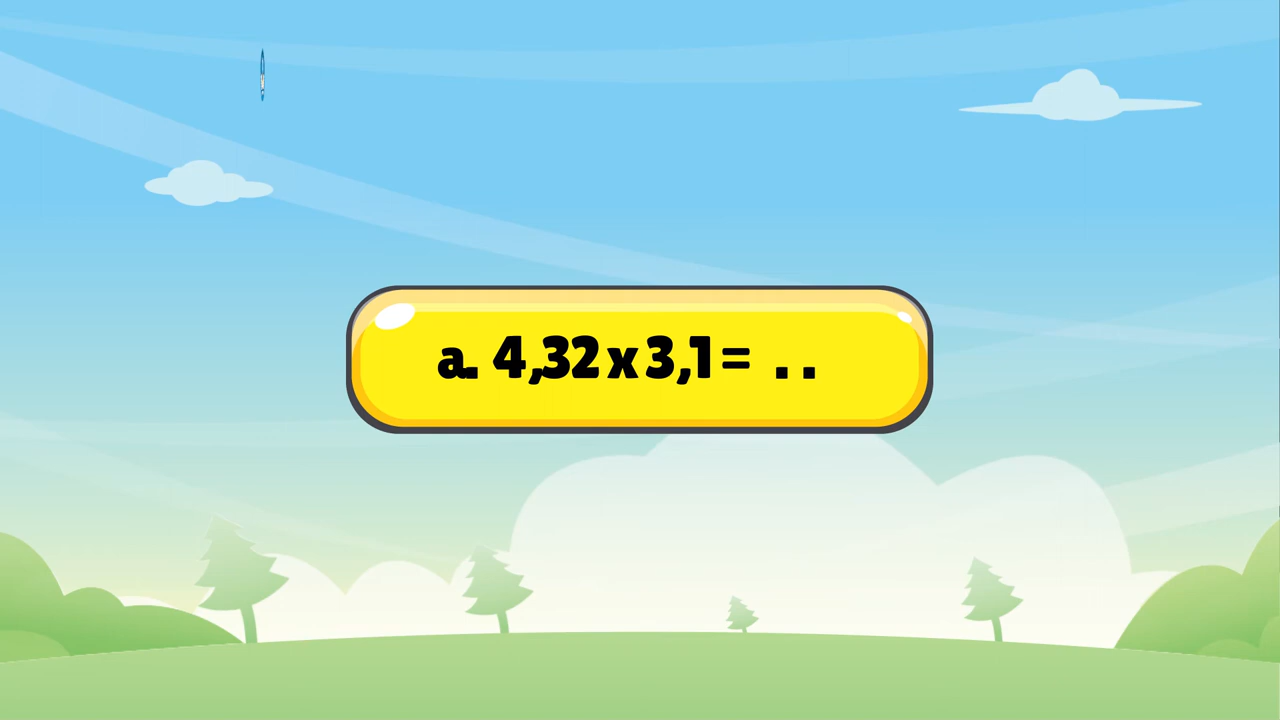 a. 4,32 x 3,1 = . .